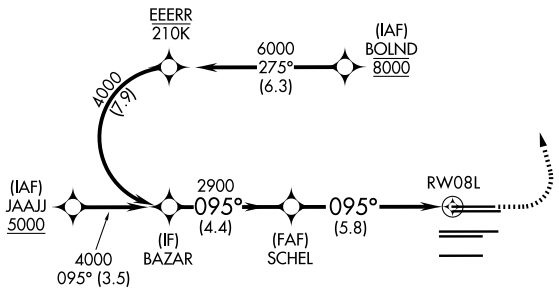 EEERR
210K
6000
275°
(6.3)
(IAF)
BOLND
8000
4000
(7.9)
(IAF)
JAAJJ
5000
2900
095°
(4.4)
095°
(5.8)
RW08L
4000
095° (3.5)
(IF)
BAZAR
(FAF)
SCHEL